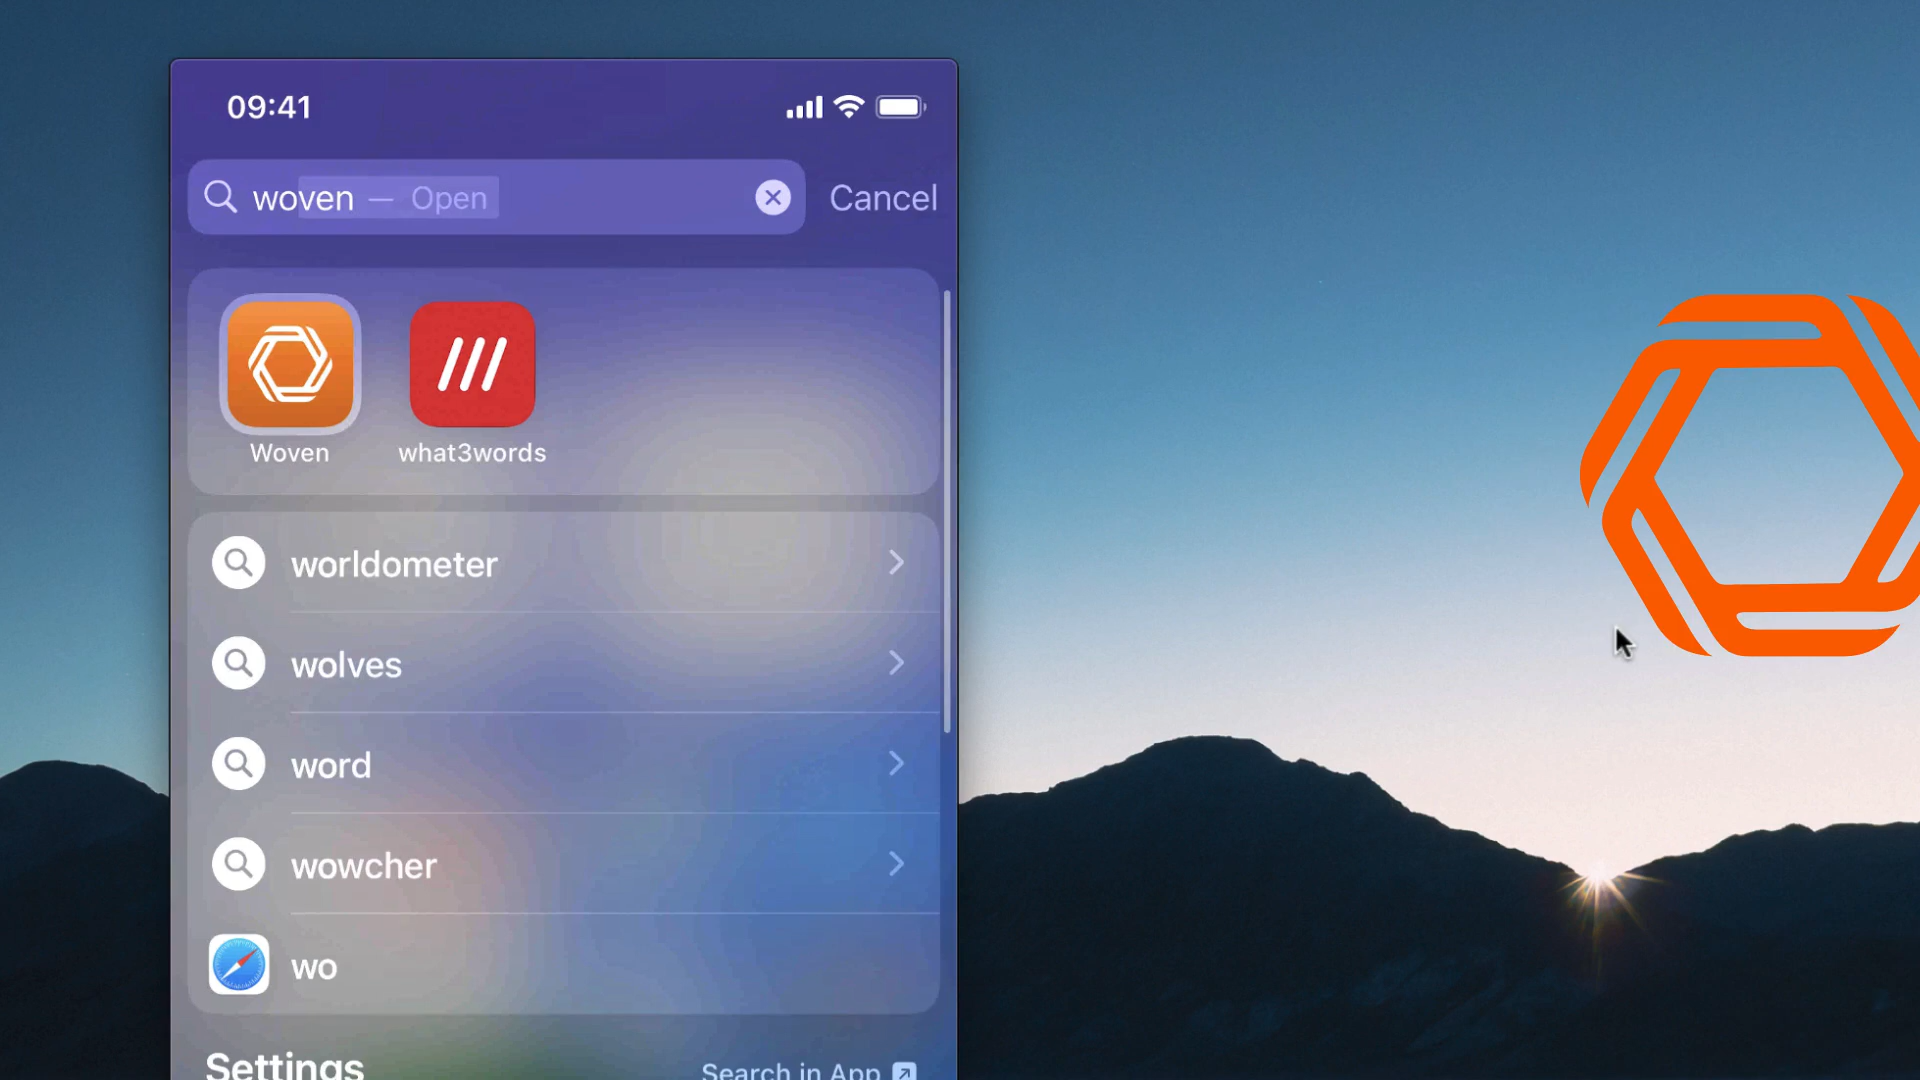 09:41
woven — Open
Cancel
Woven
what3words
worldometer
wolves
word
wowcher
wo
Settings
Search in App